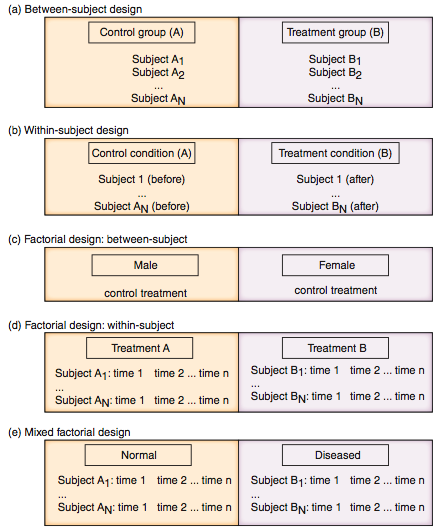 (a) Between-subject design
Control group (A) Treatment group (B)
Subject A1 Subject B1
Subject A2 Subject B2
... ...
Subject AN Subject BN
(b) Within-subject design
Control condition (A) Treatment condition (B)
Subject 1 (before) Subject 1 (after)
... ...
Subject AN (before) Subject BN (after)
(c) Factorial design: between-subject
Male Female
control treatment control treatment
(d) Factorial design: within-subject
Treatment A Treatment B
Subject A1: time 1 time 2 ... time n Subject B1: time 1 time 2 ... time n
... ...
Subject AN: time 1 time 2 ... time n Subject BN: time 1 time 2 ... time n
(e) Mixed factorial design
Normal Diseased
Subject A1: time 1 time 2 ... time n Subject B1: time 1 time 2 ... time n
... ...
Subject AN: time 1 time 2 ... time n Subject BN: time 1 time 2 ... time n